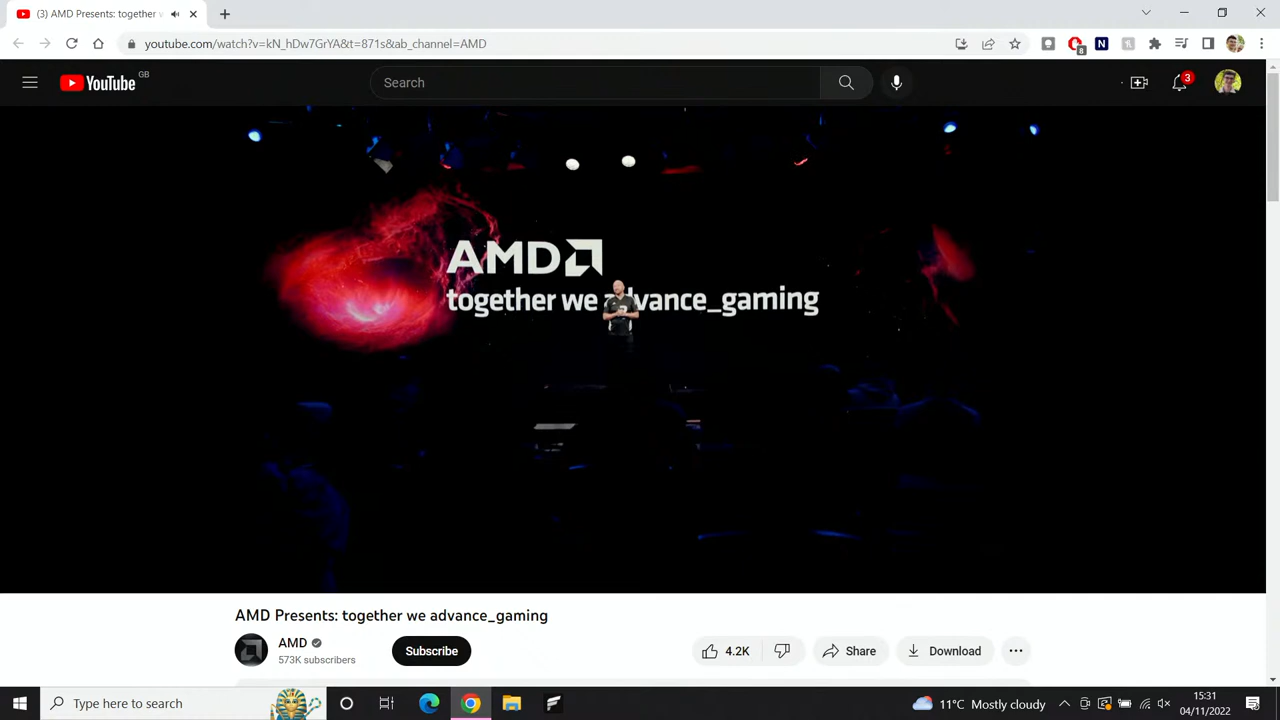 (3) AMD Presents: together v
youtube.com/watch?v=kN_hDw7GrYA&t=871s&ab_channel=AMD
8
N
YouTube
GB
Search
3
AMD
together we advance_gaming
AMD Presents: together we advance_gaming
AMD
573K subscribers
Subscribe
4.2K
Share
Download
Type here to search
11°C Mostly cloudy
15:31
04/11/2022